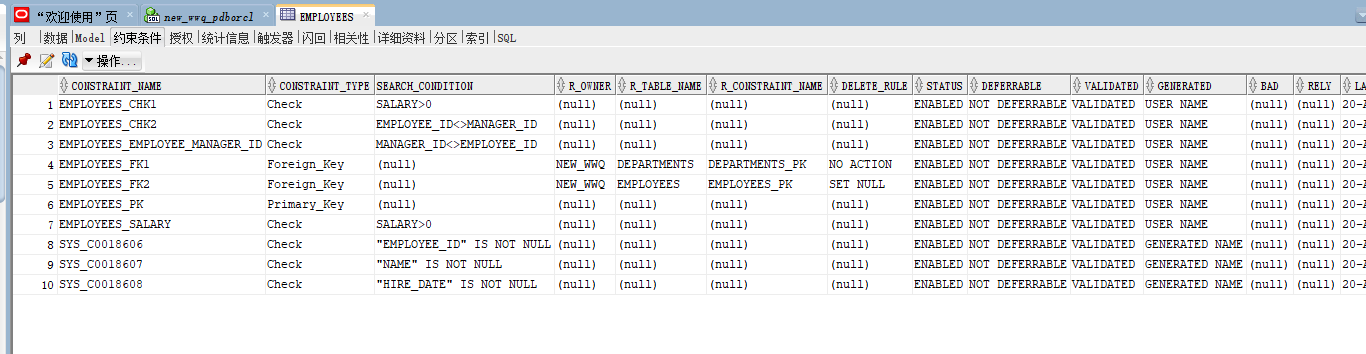 “欢迎使用”页 new_wwq_pdborcl EMPLOYEES
列 数据 Model 约束条件 授权 统计信息 触发器 闪回 相关性 详细资料 分区 索引 SQL
操作...
CONSTRAINT_NAME CONSTRAINT_TYPE SEARCH_CONDITION R_OWNER R_TABLE_NAME R_CONSTRAINT_NAME DELETE_RULE STATUS DEFERRABLE VALIDATED GENERATED BAD RELY LA
1 EMPLOYEES_CHK1 Check SALARY>0 (null) (null) (null) (null) ENABLED NOT DEFERRABLE VALIDATED USER NAME (null) (null) 20-
2 EMPLOYEES_CHK2 Check EMPLOYEE_ID<>MANAGER_ID (null) (null) (null) (null) ENABLED NOT DEFERRABLE VALIDATED USER NAME (null) (null) 20-
3 EMPLOYEES_EMPLOYEE_MANAGER_ID Check MANAGER_ID<>EMPLOYEE_ID (null) (null) (null) (null) ENABLED NOT DEFERRABLE VALIDATED USER NAME (null) (null) 20-
4 EMPLOYEES_FK1 Foreign_Key (null) NEW_WWQ DEPARTMENTS DEPARTMENTS_PK NO ACTION ENABLED NOT DEFERRABLE VALIDATED USER NAME (null) (null) 20-
5 EMPLOYEES_FK2 Foreign_Key (null) NEW_WWQ EMPLOYEES EMPLOYEES_PK SET NULL ENABLED NOT DEFERRABLE VALIDATED USER NAME (null) (null) 20-
6 EMPLOYEES_PK Primary_Key (null) (null) (null) (null) (null) ENABLED NOT DEFERRABLE VALIDATED USER NAME (null) (null) 20-
7 EMPLOYEES_SALARY Check SALARY>0 (null) (null) (null) (null) ENABLED NOT DEFERRABLE VALIDATED USER NAME (null) (null) 20-
8 SYS_C0018606 Check "EMPLOYEE_ID" IS NOT NULL (null) (null) (null) (null) ENABLED NOT DEFERRABLE VALIDATED GENERATED NAME (null) (null) 20-
9 SYS_C0018607 Check "NAME" IS NOT NULL (null) (null) (null) (null) ENABLED NOT DEFERRABLE VALIDATED GENERATED NAME (null) (null) 20-
10 SYS_C0018608 Check "HIRE_DATE" IS NOT NULL (null) (null) (null) (null) ENABLED NOT DEFERRABLE VALIDATED GENERATED NAME (null) (null) 20-